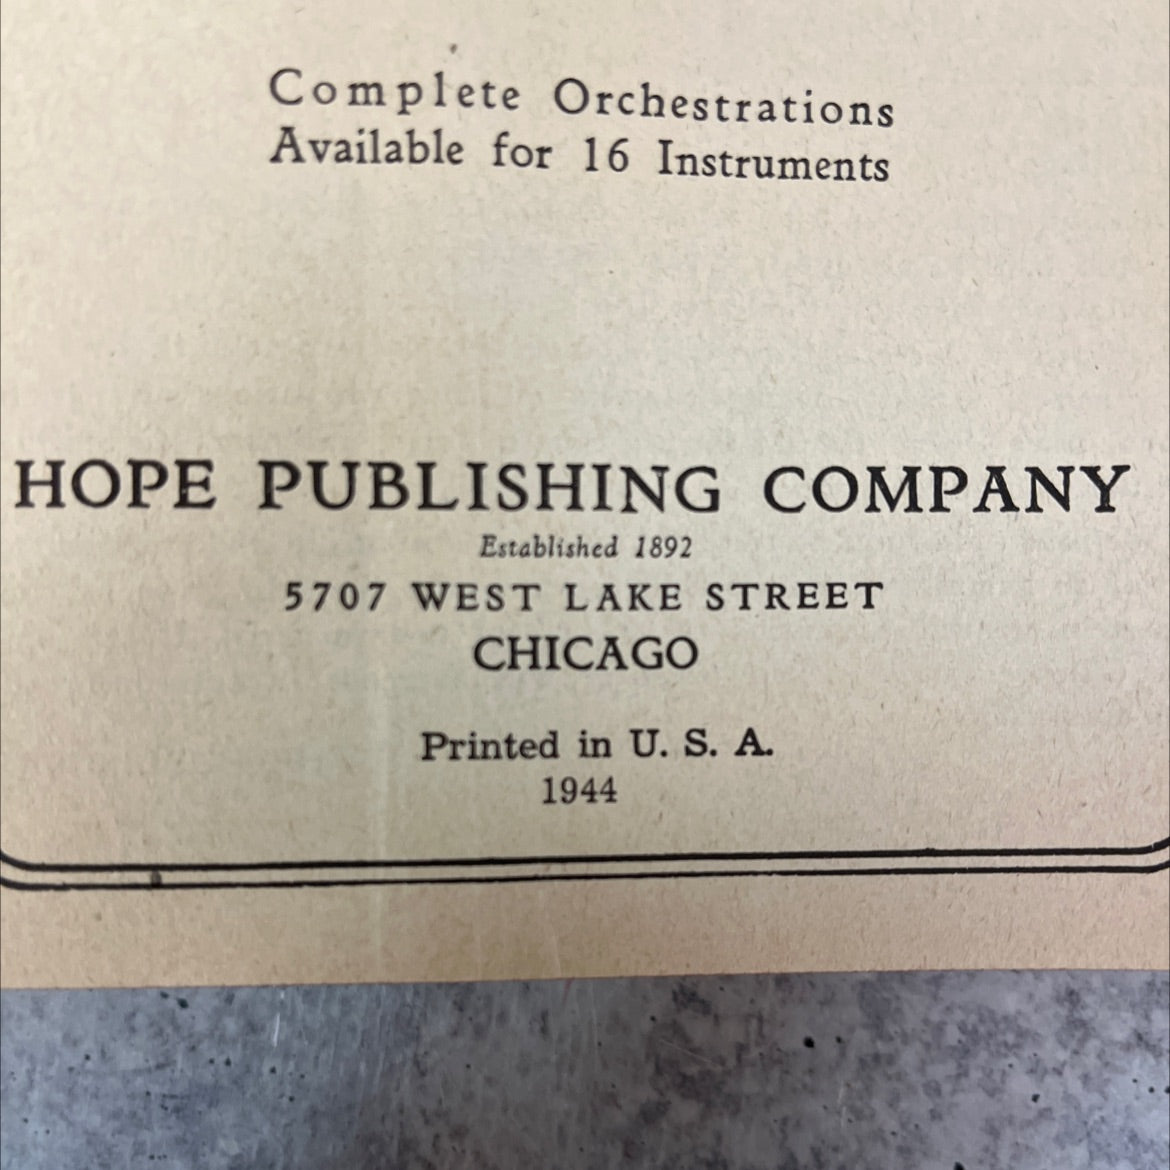 Complete Orchestrations
Available for 16 Instruments
HOPE PUBLISHING COMPANY
Established 1892
5707 WEST LAKE STREET
CHICAGO
Printed in U. S. A.
1944